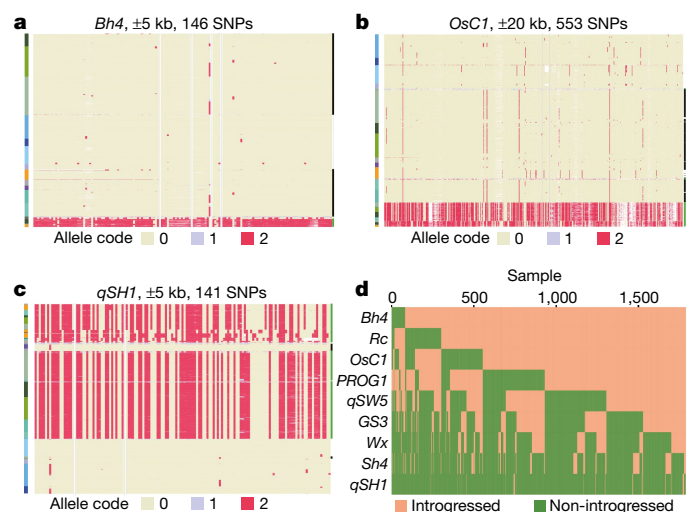 a
Bh4, ±5 kb, 146 SNPs
Allele code 0 1 2
b
OsC1, ±20 kb, 553 SNPs
Allele code 0 1 2
c
qSH1, ±5 kb, 141 SNPs
Allele code 0 1 2
d
Sample
0 500 1,000 1,500
Bh4
Rc
OsC1
PROG1
qSW5
GS3
Wx
Sh4
qSH1
Introgressed Non-introgressed